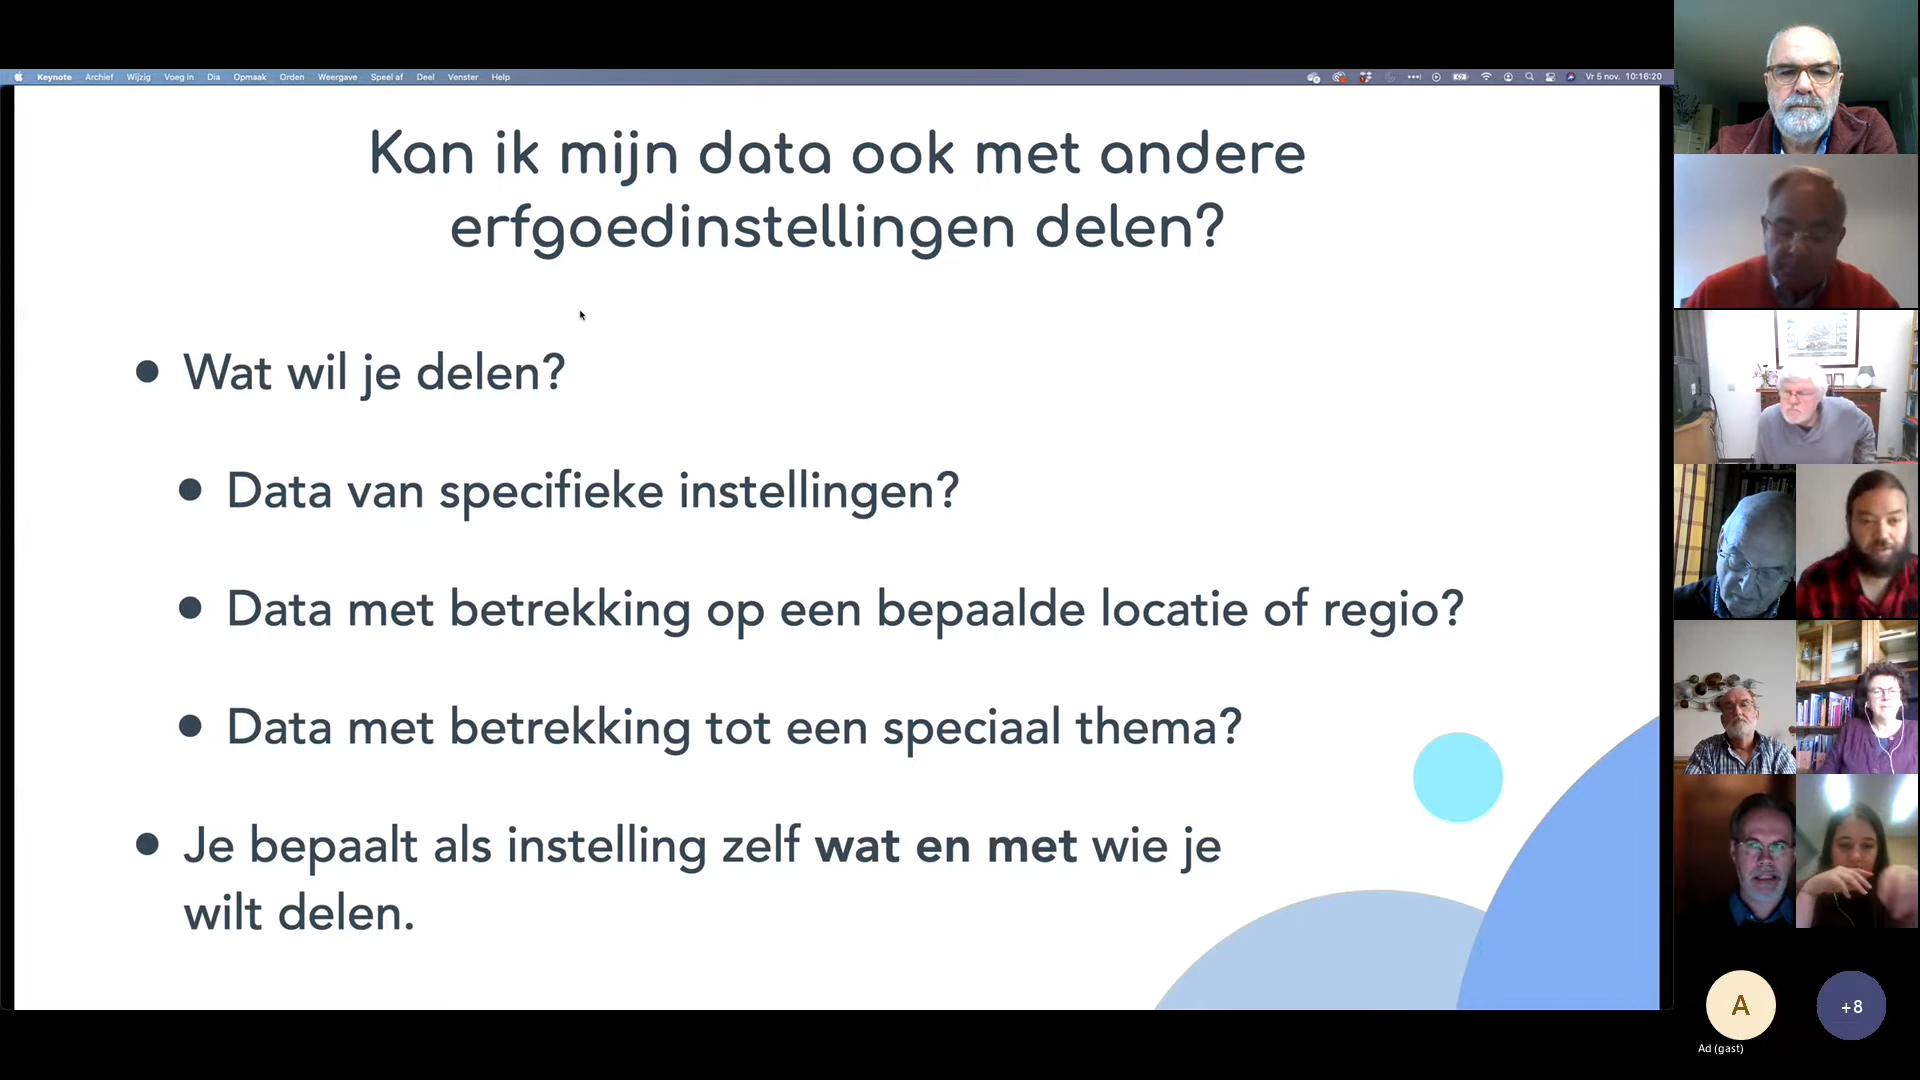 Keynote Archief Wijzig Voeg in Dia Opmaak Orden Weergave Speel af Deel Venster Help
Vr 5 nov. 10:16:20
Kan ik mijn data ook met andere
erfgoedinstellingen delen?
Wat wil je delen?
Data van specifieke instellingen?
Data met betrekking op een bepaalde locatie of regio?
Data met betrekking tot een speciaal thema?
Je bepaalt als instelling zelf wat en met wie je
wilt delen.
A
+8
Ad (gast)